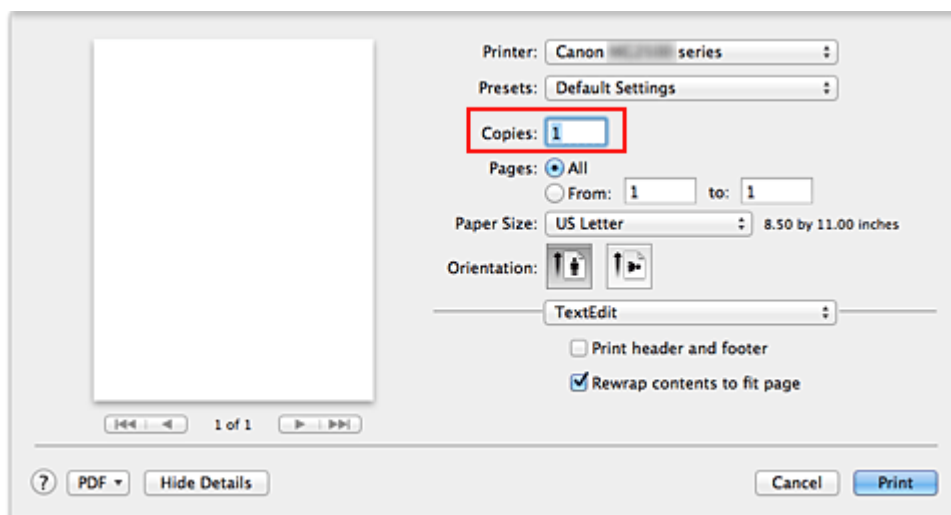 Printer: Canon series
Presets: Default Settings
Copies: 1
Pages: All
From: 1 to: 1
Paper Size: US Letter 8.50 by 11.00 inches
Orientation:
TextEdit
Print header and footer
Rewrap contents to fit page
1 of 1
? PDF Hide Details Cancel Print